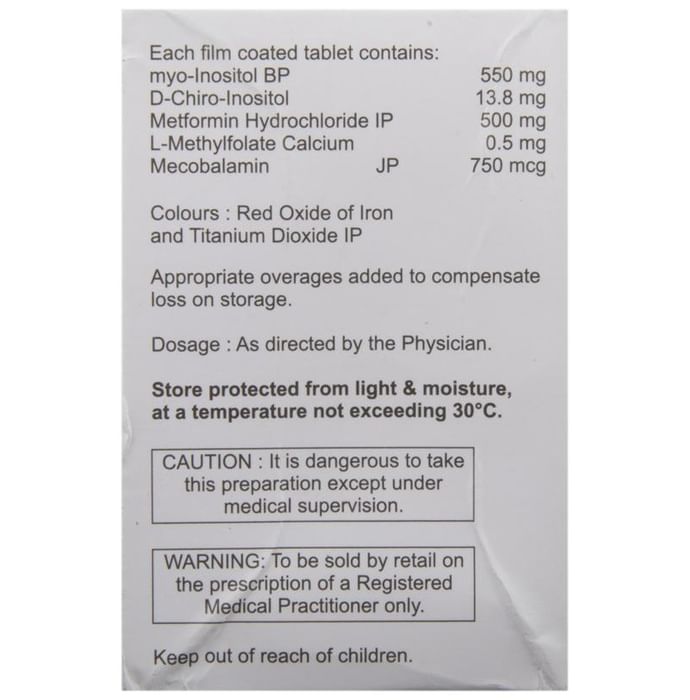 Each film coated tablet contains:
myo-Inositol BP 550 mg
D-Chiro-Inositol 13.8 mg
Metformin Hydrochloride IP 500 mg
L-Methylfolate Calcium 0.5 mg
Mecobalamin JP 750 mcg
Colours : Red Oxide of Iron
and Titanium Dioxide IP
Appropriate overages added to compensate
loss on storage.
Dosage : As directed by the Physician.
Store protected from light & moisture,
at a temperature not exceeding 30°C.
CAUTION : It is dangerous to take
this preparation except under
medical supervision.
WARNING: To be sold by retail on
the prescription of a Registered
Medical Practitioner only.
Keep out of reach of children.